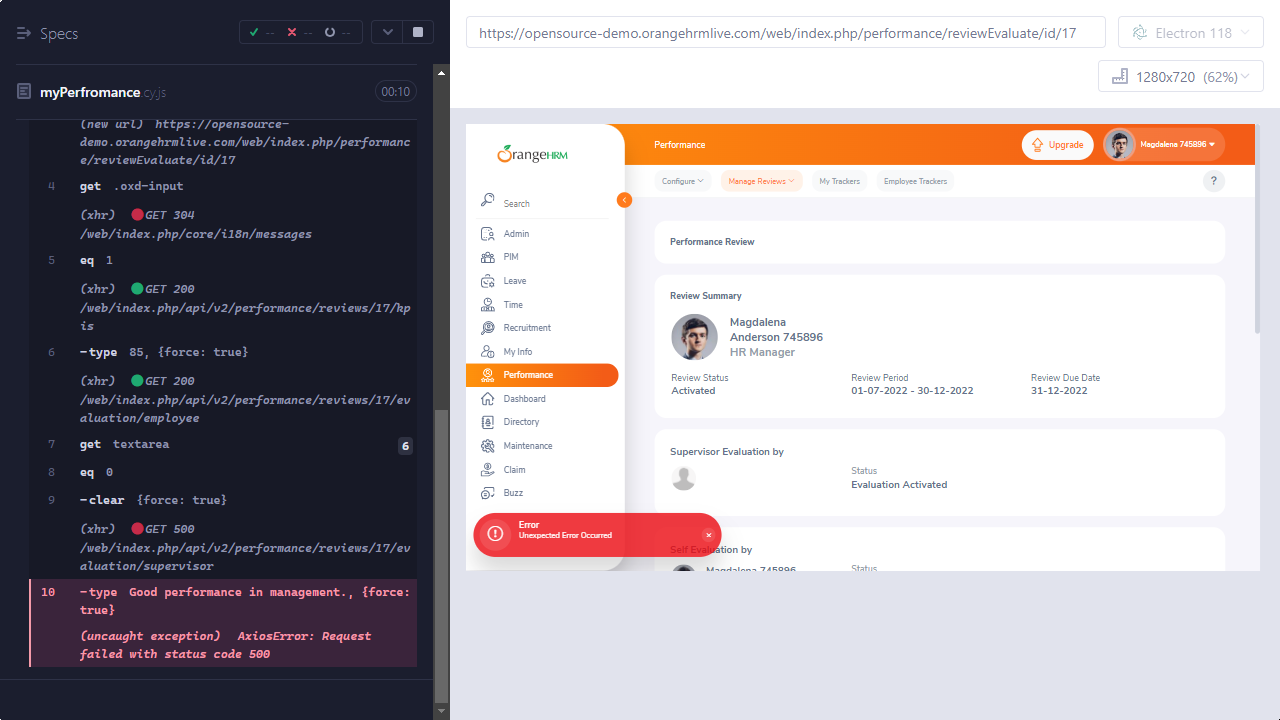 Specs
-- -- --
myPerfromance.cy.js
00:10
(new url) https://opensource-
demo.orangehrmlive.com/web/index.php/performanc
e/reviewEvaluate/id/17
4 get .oxd-input
(xhr) GET 304
/web/index.php/core/i18n/messages
5 eq 1
(xhr) GET 200
/web/index.php/api/v2/performance/reviews/17/kp
is
6 -type 85, {force: true}
(xhr) GET 200
/web/index.php/api/v2/performance/reviews/17/ev
aluation/employee
7 get textarea 6
8 eq 0
9 -clear {force: true}
(xhr) GET 500
/web/index.php/api/v2/performance/reviews/17/ev
aluation/supervisor
10 -type Good performance in management., {force:
true}
(uncaught exception) AxiosError: Request
failed with status code 500
https://opensource-demo.orangehrmlive.com/web/index.php/performance/reviewEvaluate/id/17
Electron 118
1280x720 (62%)
OrangeHRM
Search
Admin
PIM
Leave
Time
Recruitment
My Info
Performance
Dashboard
Directory
Maintenance
Claim
Buzz
Performance
Upgrade
Magdalena 745896
Configure
Manage Reviews
My Trackers
Employee Trackers
?
Performance Review
Review Summary
Magdalena
Anderson 745896
HR Manager
Review Status
Activated
Review Period
01-07-2022 - 30-12-2022
Review Due Date
31-12-2022
Supervisor Evaluation by
Status
Evaluation Activated
Error
Unexpected Error Occurred
Self Evaluation by
Magdalena 745896
Status